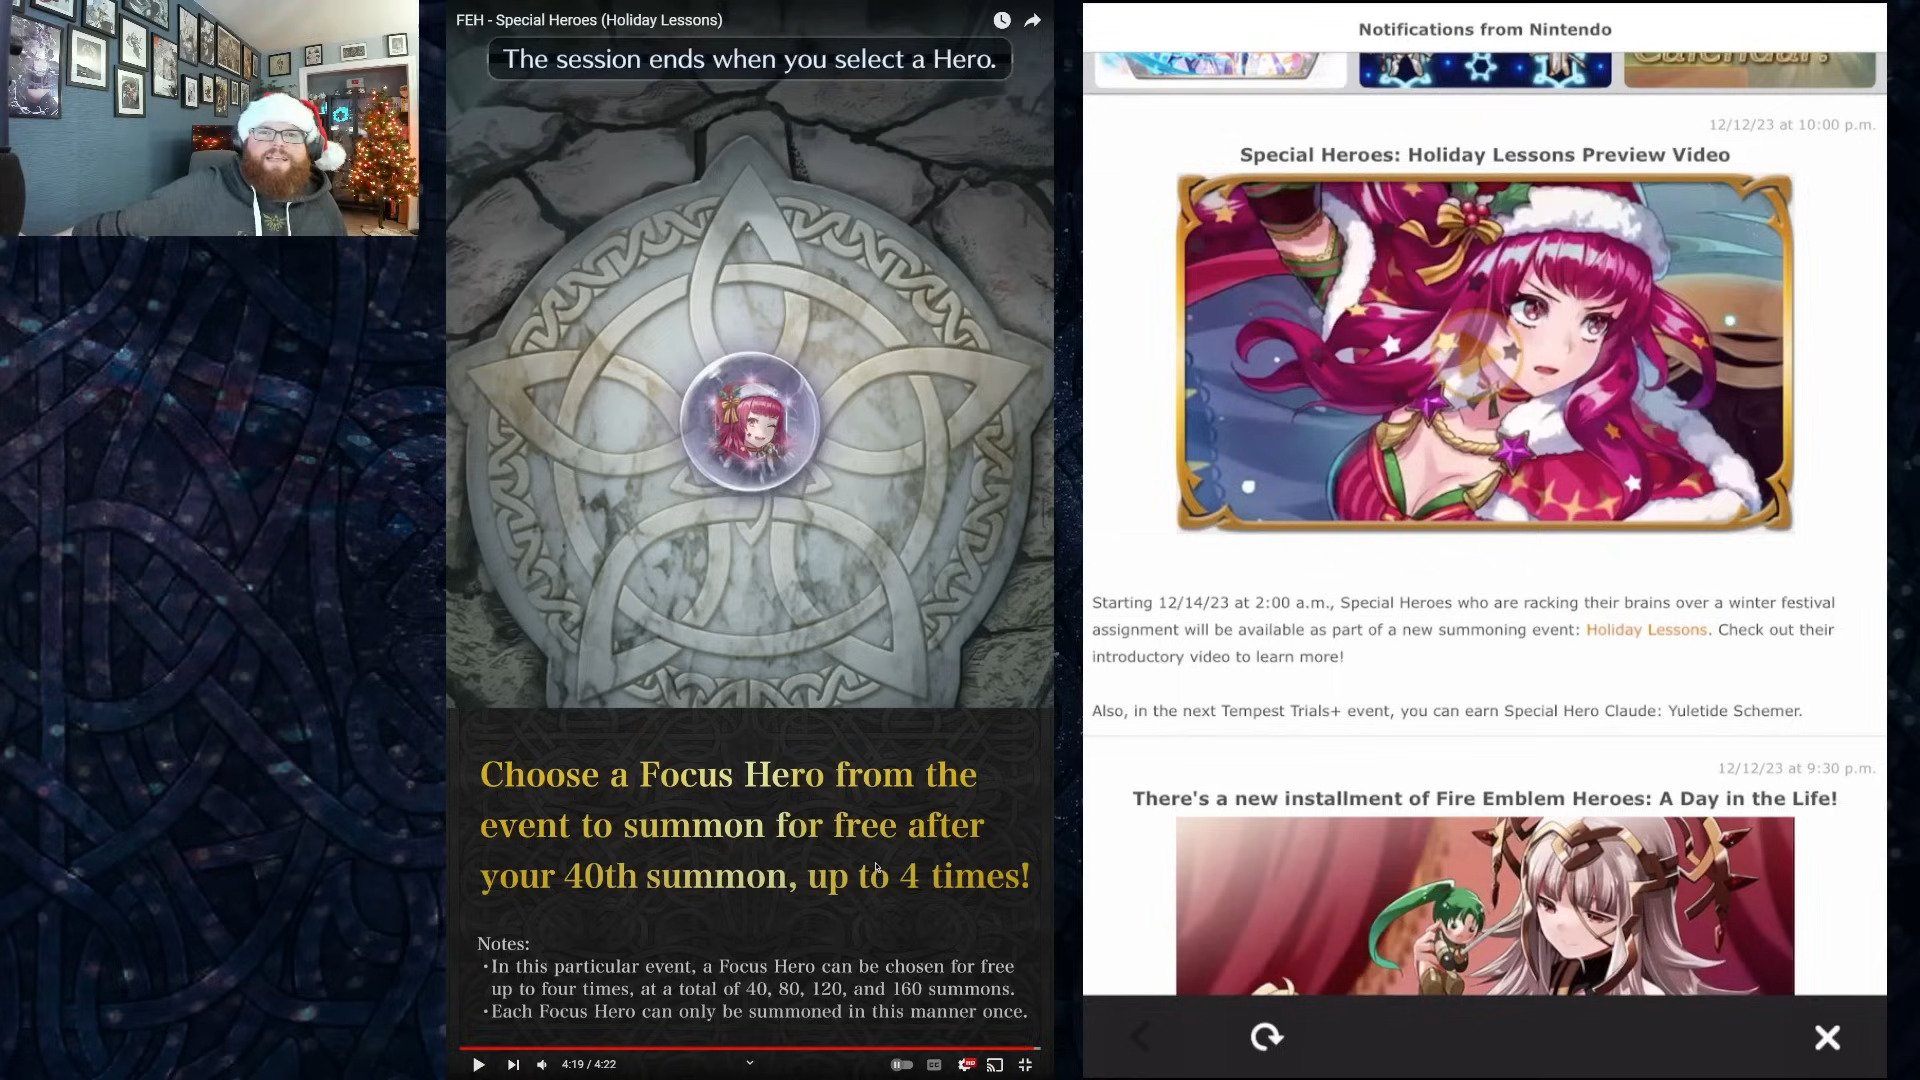 FEH - Special Heroes (Holiday Lessons)
The session ends when you select a Hero.
Choose a Focus Hero from the
event to summon for free after
your 40th summon, up to 4 times!
Notes:
・In this particular event, a Focus Hero can be chosen for free
up to four times, at a total of 40, 80, 120, and 160 summons.
・Each Focus Hero can only be summoned in this manner once.
4:19 / 4:22
CC
HD
Notifications from Nintendo
Calendar!
12/12/23 at 10:00 p.m.
Special Heroes: Holiday Lessons Preview Video
Starting 12/14/23 at 2:00 a.m., Special Heroes who are racking their brains over a winter festival
assignment will be available as part of a new summoning event: Holiday Lessons. Check out their
introductory video to learn more!
Also, in the next Tempest Trials+ event, you can earn Special Hero Claude: Yuletide Schemer.
12/12/23 at 9:30 p.m.
There's a new installment of Fire Emblem Heroes: A Day in the Life!